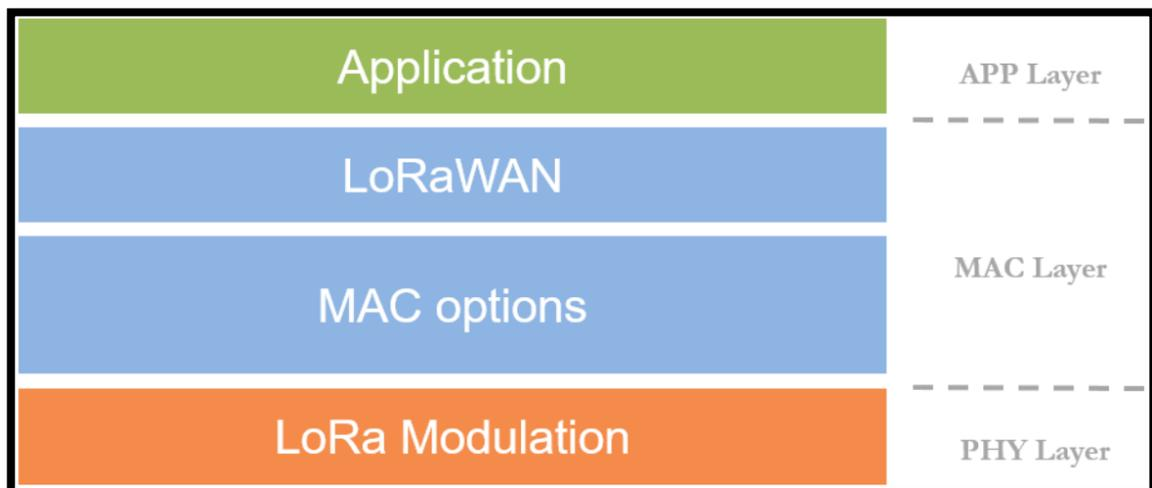 Application
APP Layer
LoRaWAN
MAC options
MAC Layer
LoRa Modulation
PHY Layer